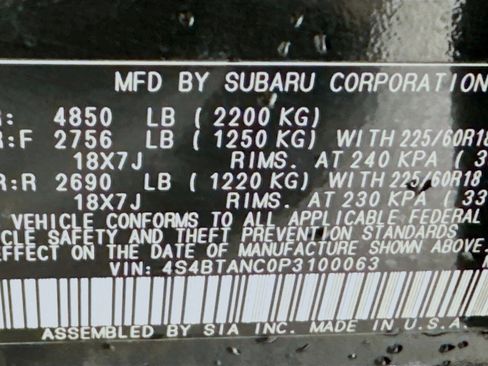 MFD BY SUBARU CORPORATION
R: 4850 LB (2200 KG)
R:F 2756 LB (1250 KG) WITH 225/60R18
18X7J RIMS. AT 240 KPA (3
R:R 2690 LB (1220 KG) WITH 225/60R18
18X7J RIMS. AT 230 KPA (33
VEHICLE CONFORMS TO ALL APPLICABLE FEDERAL
CLE SAFETY AND THEFT PREVENTION STANDARDS
EFFECT ON THE DATE OF MANUFACTURE SHOWN ABOVE.
VIN: 4S4BTANC0P3100063
ASSEMBLED BY SIA INC. MADE IN U.S.A.